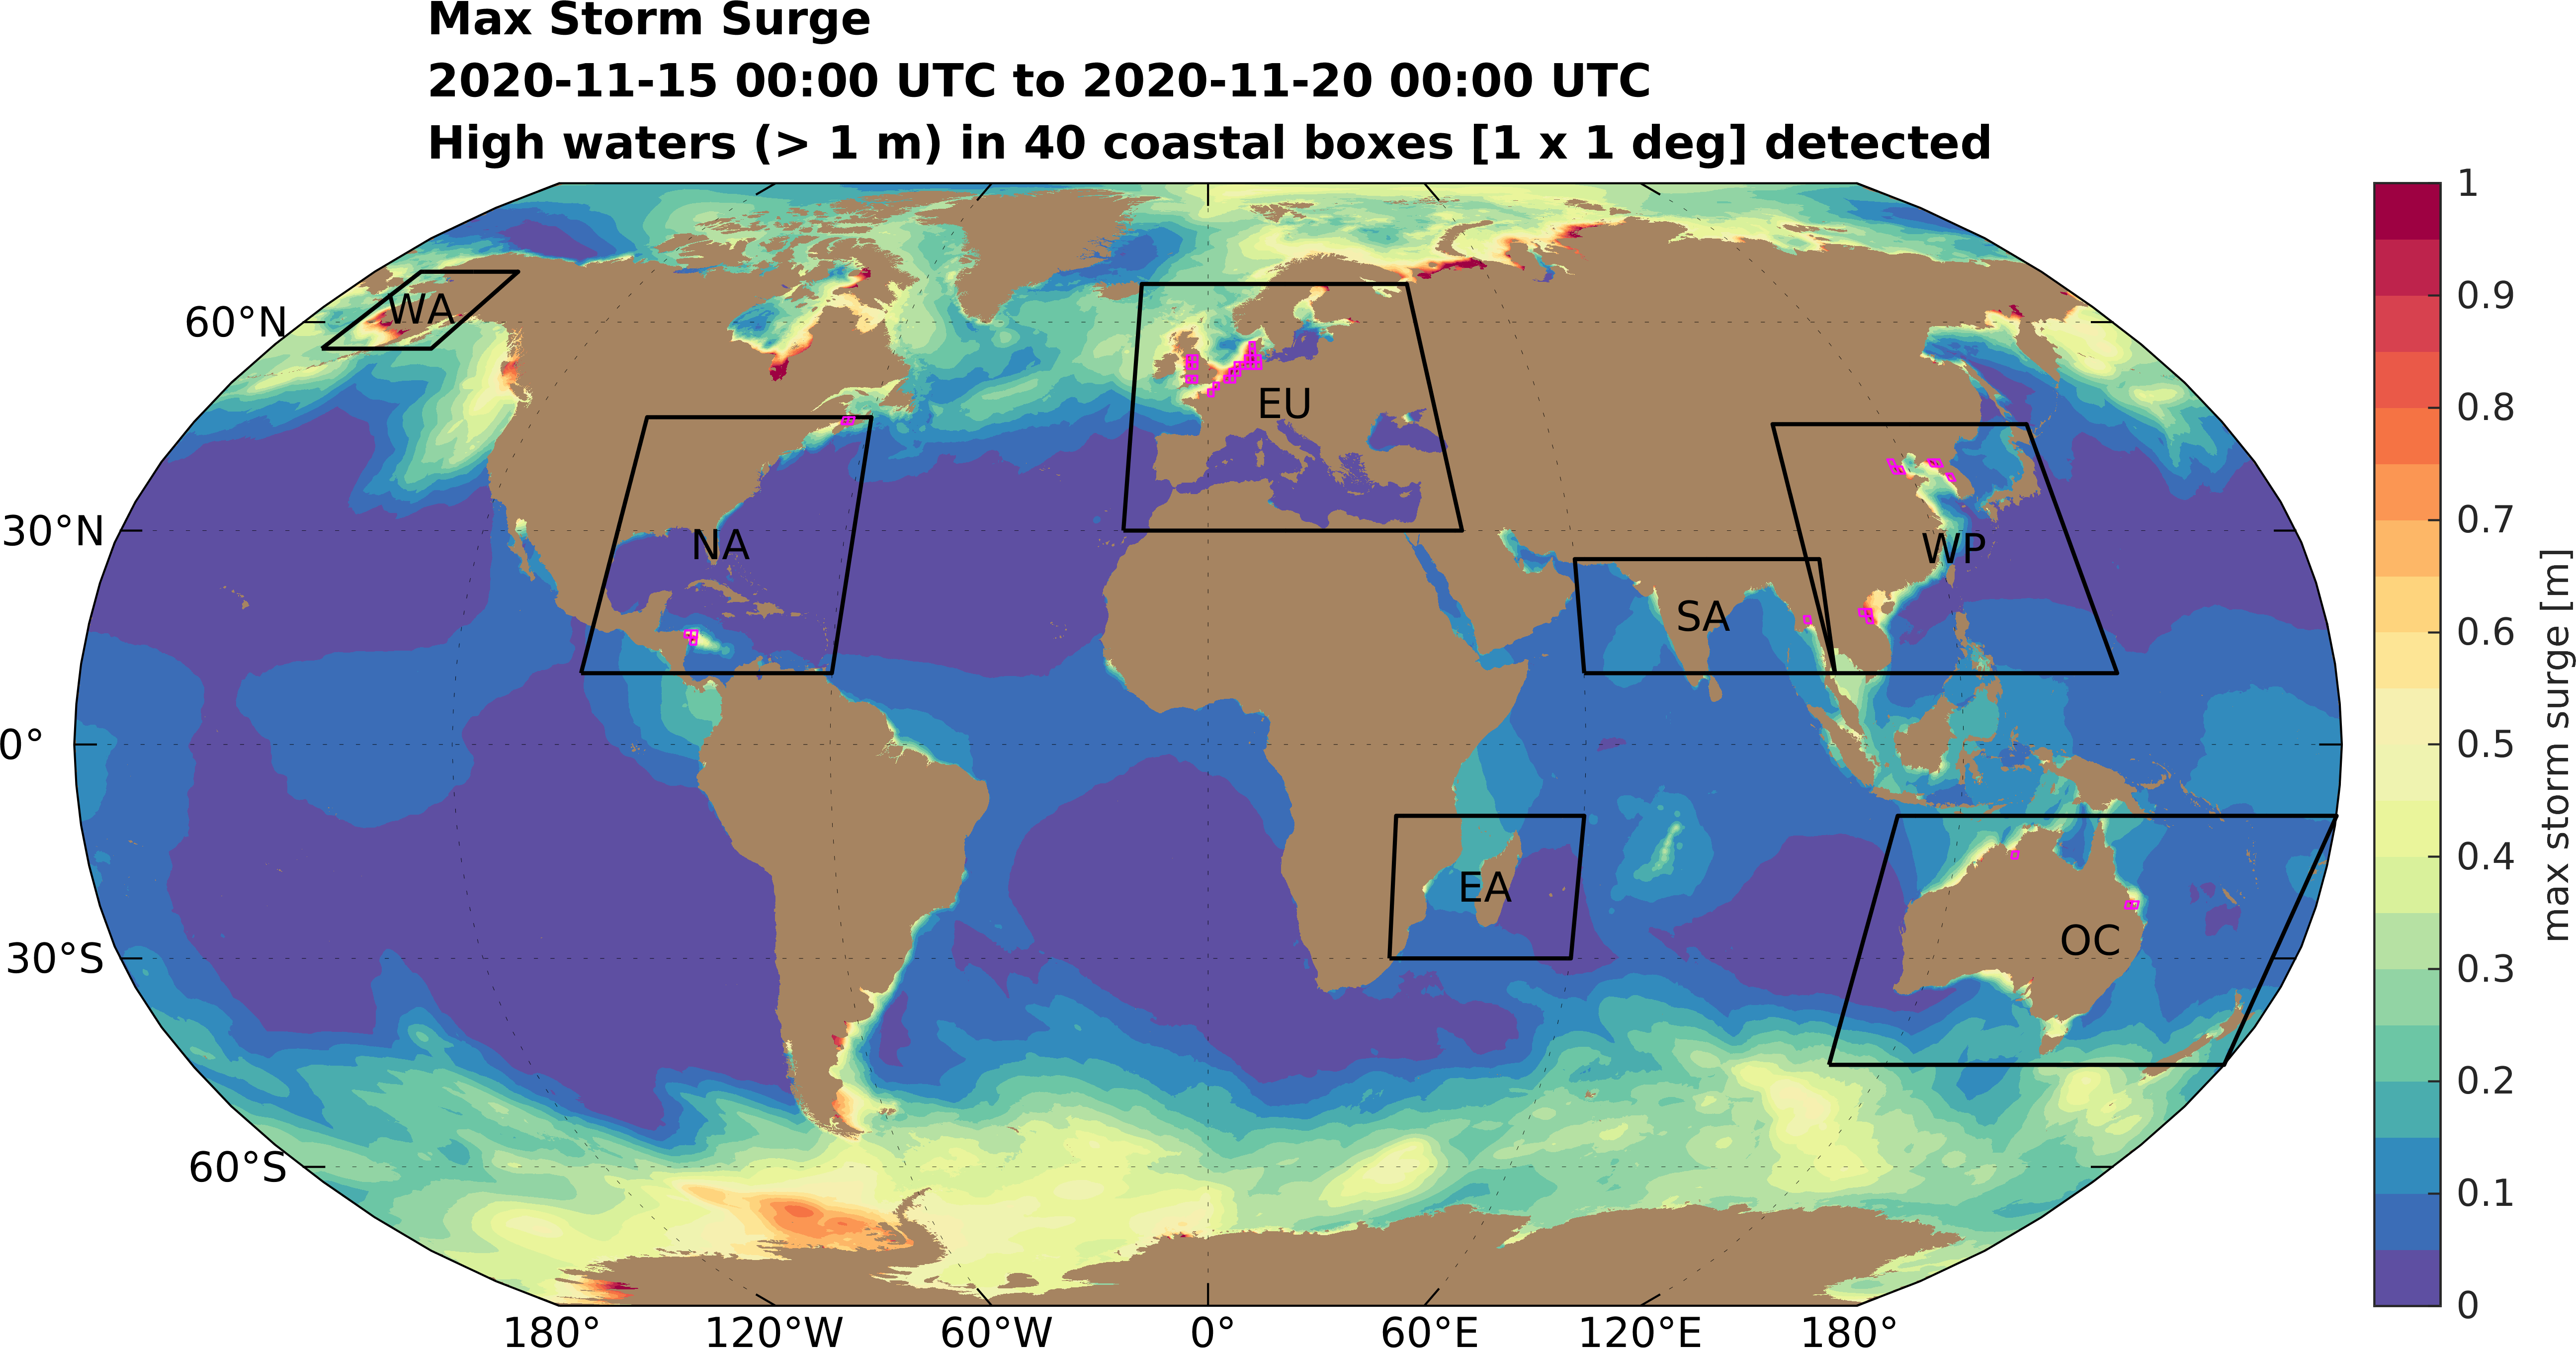 Max Storm Surge
2020-11-15 00:00 UTC to 2020-11-20 00:00 UTC
High waters (> 1 m) in 40 coastal boxes [1 x 1 deg] detected
60°N
30°N
0°
30°S
60°S
180°
120°W
60°W
0°
60°E
120°E
180°
WA
NA
EU
SA
WP
EA
OC
1
0.9
0.8
0.7
0.6
0.5
0.4
0.3
0.2
0.1
0
max storm surge [m]